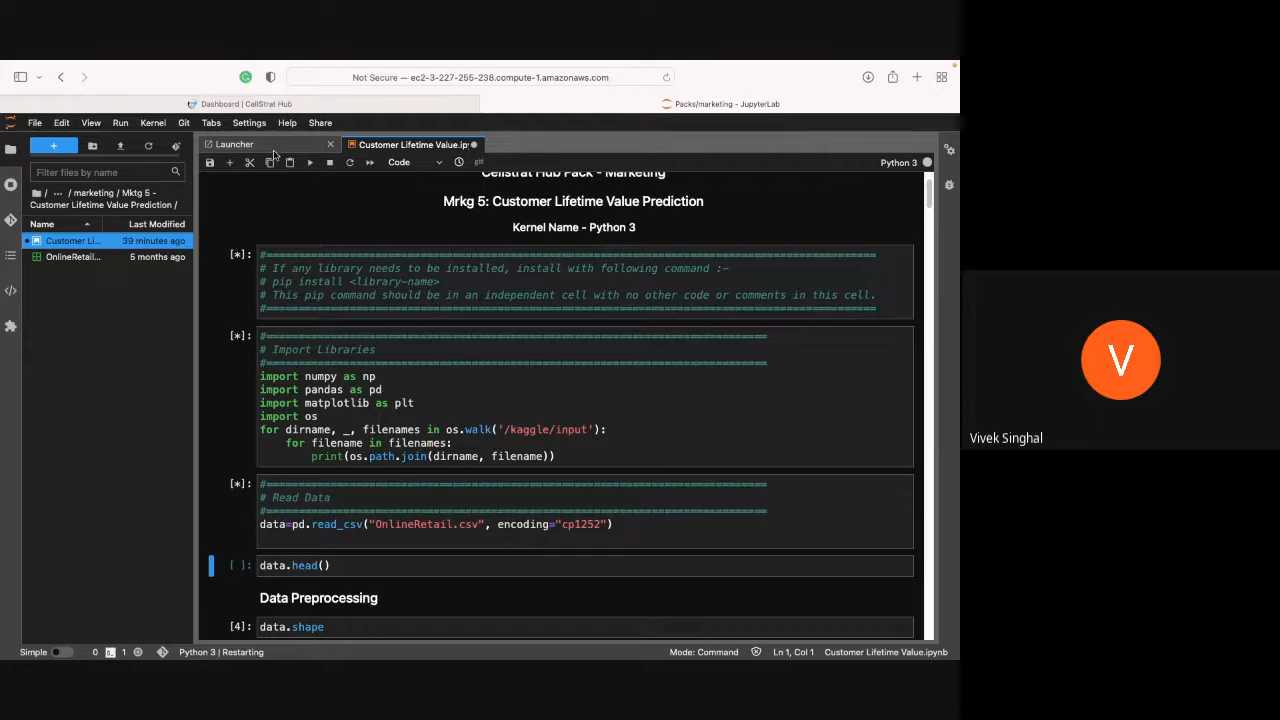 Not Secure — ec2-3-227-255-238.compute-1.amazonaws.com
Dashboard | CellStrat Hub
Packs/marketing - JupyterLab
File Edit View Run Kernel Git Tabs Settings Help Share
Launcher
Customer Lifetime Value.ipy
Filter files by name
Code
Python 3
/ ··· / marketing / Mktg 5 -
Customer Lifetime Value Prediction /
Name Last Modified
Customer Li... 39 minutes ago
OnlineRetail... 5 months ago
Cellstrat Hub Pack - Marketing
Mrkg 5: Customer Lifetime Value Prediction
Kernel Name - Python 3
[*]:
# If any library needs to be installed, install with following command :-
# pip install <library-name>
# This pip command should be in an independent cell with no other code or comments in this cell.
[*]:
# Import Libraries
import numpy as np
import pandas as pd
import matplotlib as plt
import os
for dirname, _, filenames in os.walk('/kaggle/input'):
for filename in filenames:
print(os.path.join(dirname, filename))
[*]:
# Read Data
data=pd.read_csv("OnlineRetail.csv", encoding="cp1252")
[ ]: data.head()
Data Preprocessing
[4]: data.shape
Simple 0 1 Python 3 | Restarting Mode: Command Ln 1, Col 1 Customer Lifetime Value.ipynb
V
Vivek Singhal